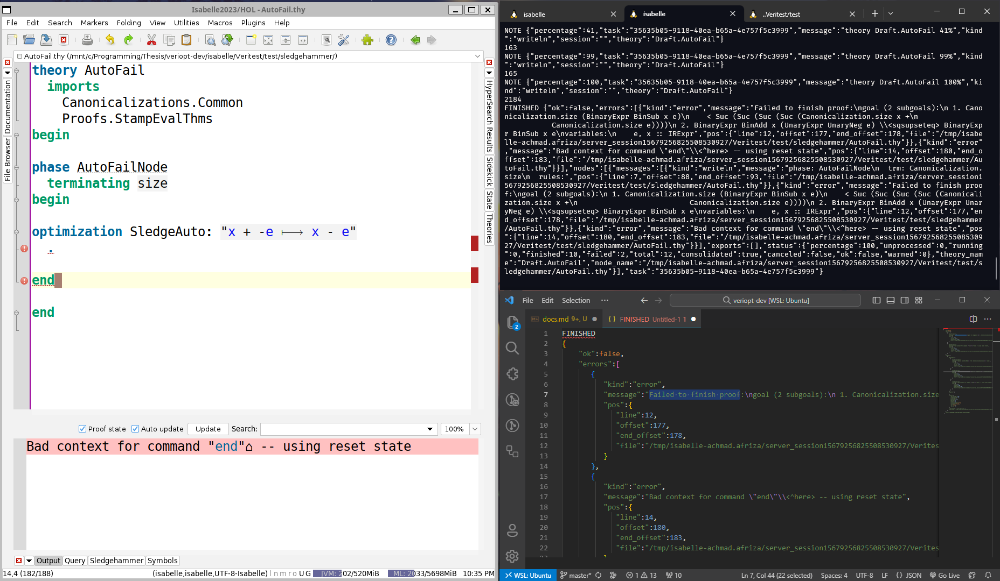 Isabelle2023/HOL - AutoFail.thy
File Edit Search Markers Folding View Utilities Macros Plugins Help
AutoFail.thy (/mnt/c/Programming/Thesis/veriopt-dev/isabelle/Veritest/test/sledgehammer/)
File Browser
Documentation
theory AutoFail
imports
Canonicalizations.Common
Proofs.StampEvalThms
begin
phase AutoFailNode
terminating size
begin
optimization SledgeAuto: "x + -e ⟼ x - e"
.
end
end
HyperSearch Results
Sidekick
State
Theories
Proof state Auto update Update Search: 100%
Bad context for command "end"⌂ -- using reset state
Output Query Sledgehammer Symbols
14,4 (182/188) (isabelle,isabelle,UTF-8-Isabelle) l n m r o U G JVM: 202/520MiB ML: 2033/5698MiB 10:35 PM
isabelle isabelle ..Veritest/test
NOTE {"percentage":41,"task":"35635b05-9118-40ea-b65a-4e757f5c3999","message":"theory Draft.AutoFail 41%","kind
":"writeln","session":"","theory":"Draft.AutoFail"}
163
NOTE {"percentage":99,"task":"35635b05-9118-40ea-b65a-4e757f5c3999","message":"theory Draft.AutoFail 99%","kind
":"writeln","session":"","theory":"Draft.AutoFail"}
165
NOTE {"percentage":100,"task":"35635b05-9118-40ea-b65a-4e757f5c3999","message":"theory Draft.AutoFail 100%","ki
nd":"writeln","session":"","theory":"Draft.AutoFail"}
2184
FINISHED {"ok":false,"errors":[{"kind":"error","message":"Failed to finish proof:\ngoal (2 subgoals):\n 1. Cano
nicalization.size (BinaryExpr BinSub x e)\n    < Suc (Suc (Suc (Suc (Canonicalization.size x +\n
Canonicalization.size e))))\n 2. BinaryExpr BinAdd x (UnaryExpr UnaryNeg e) \\<sqsupseteq> BinaryExp
r BinSub x e\nvariables:\n    e, x :: IRExpr","pos":{"line":12,"offset":177,"end_offset":178,"file":"/tmp/isabe
lle-achmad.afriza/server_session15679256825508530927/Veritest/test/sledgehammer/AutoFail.thy"}},{"kind":"error"
,"message":"Bad context for command \"end\"\\<^here> -- using reset state","pos":{"line":14,"offset":180,"end_o
ffset":183,"file":"/tmp/isabelle-achmad.afriza/server_session15679256825508530927/Veritest/test/sledgehammer/Au
toFail.thy"}}],"nodes":[{"messages":[{"kind":"writeln","message":"phase: AutoFailNode\n  trm: Canonicalization.
size\n  rules:","pos":{"line":7,"offset":88,"end_offset":93,"file":"/tmp/isabelle-achmad.afriza/server_session1
5679256825508530927/Veritest/test/sledgehammer/AutoFail.thy"}},{"kind":"error","message":"Failed to finish proo
f:\ngoal (2 subgoals):\n 1. Canonicalization.size (BinaryExpr BinSub x e)\n    < Suc (Suc (Suc (Suc (Canonicali
zation.size x +\n                          Canonicalization.size e))))\n 2. BinaryExpr BinAdd x (UnaryExpr Unar
yNeg e) \\<sqsupseteq> BinaryExpr BinSub x e\nvariables:\n    e, x :: IRExpr","pos":{"line":12,"offset":177,"en
d_offset":178,"file":"/tmp/isabelle-achmad.afriza/server_session15679256825508530927/Veritest/test/sledgehammer
/AutoFail.thy"}},{"kind":"error","message":"Bad context for command \"end\"\\<^here> -- using reset state","pos
":{"line":14,"offset":180,"end_offset":183,"file":"/tmp/isabelle-achmad.afriza/server_session156792568255085309
27/Veritest/test/sledgehammer/AutoFail.thy"}}],"exports":[],"status":{"percentage":100,"unprocessed":0,"running
":0,"finished":10,"failed":2,"total":12,"consolidated":true,"canceled":false,"ok":false,"warned":0},"theory_nam
e":"Draft.AutoFail","node_name":"/tmp/isabelle-achmad.afriza/server_session15679256825508530927/Veritest/test/s
ledgehammer/AutoFail.thy"}],"task":"35635b05-9118-40ea-b65a-4e757f5c3999"}
File Edit Selection ··· veriopt-dev [WSL: Ubuntu]
2
docs.md 9+, U {} FINISHED Untitled-1 1
1 FINISHED
2 {
3 "ok":false,
4 "errors":[
5 {
6 "kind":"error",
7 "message":"Failed to finish proof:\ngoal (2 subgoals):\n 1. Canonicalization.size
8 "pos":{
9 "line":12,
10 "offset":177,
11 "end_offset":178,
12 "file":"/tmp/isabelle-achmad.afriza/server_session15679256825508530927/Verites
13 }
14 },
15 {
16 "kind":"error",
17 "message":"Bad context for command \"end\"\\<^here> -- using reset state",
18 "pos":{
19 "line":14,
20 "offset":180,
21 "end_offset":183,
22 "file":"/tmp/isabelle-achmad.afriza/server_session15679256825508530927/Verites
WSL: Ubuntu master* 1 13 10 Ln 7, Col 44 (22 selected) Spaces: 4 UTF-8 LF {} JSON Go Live